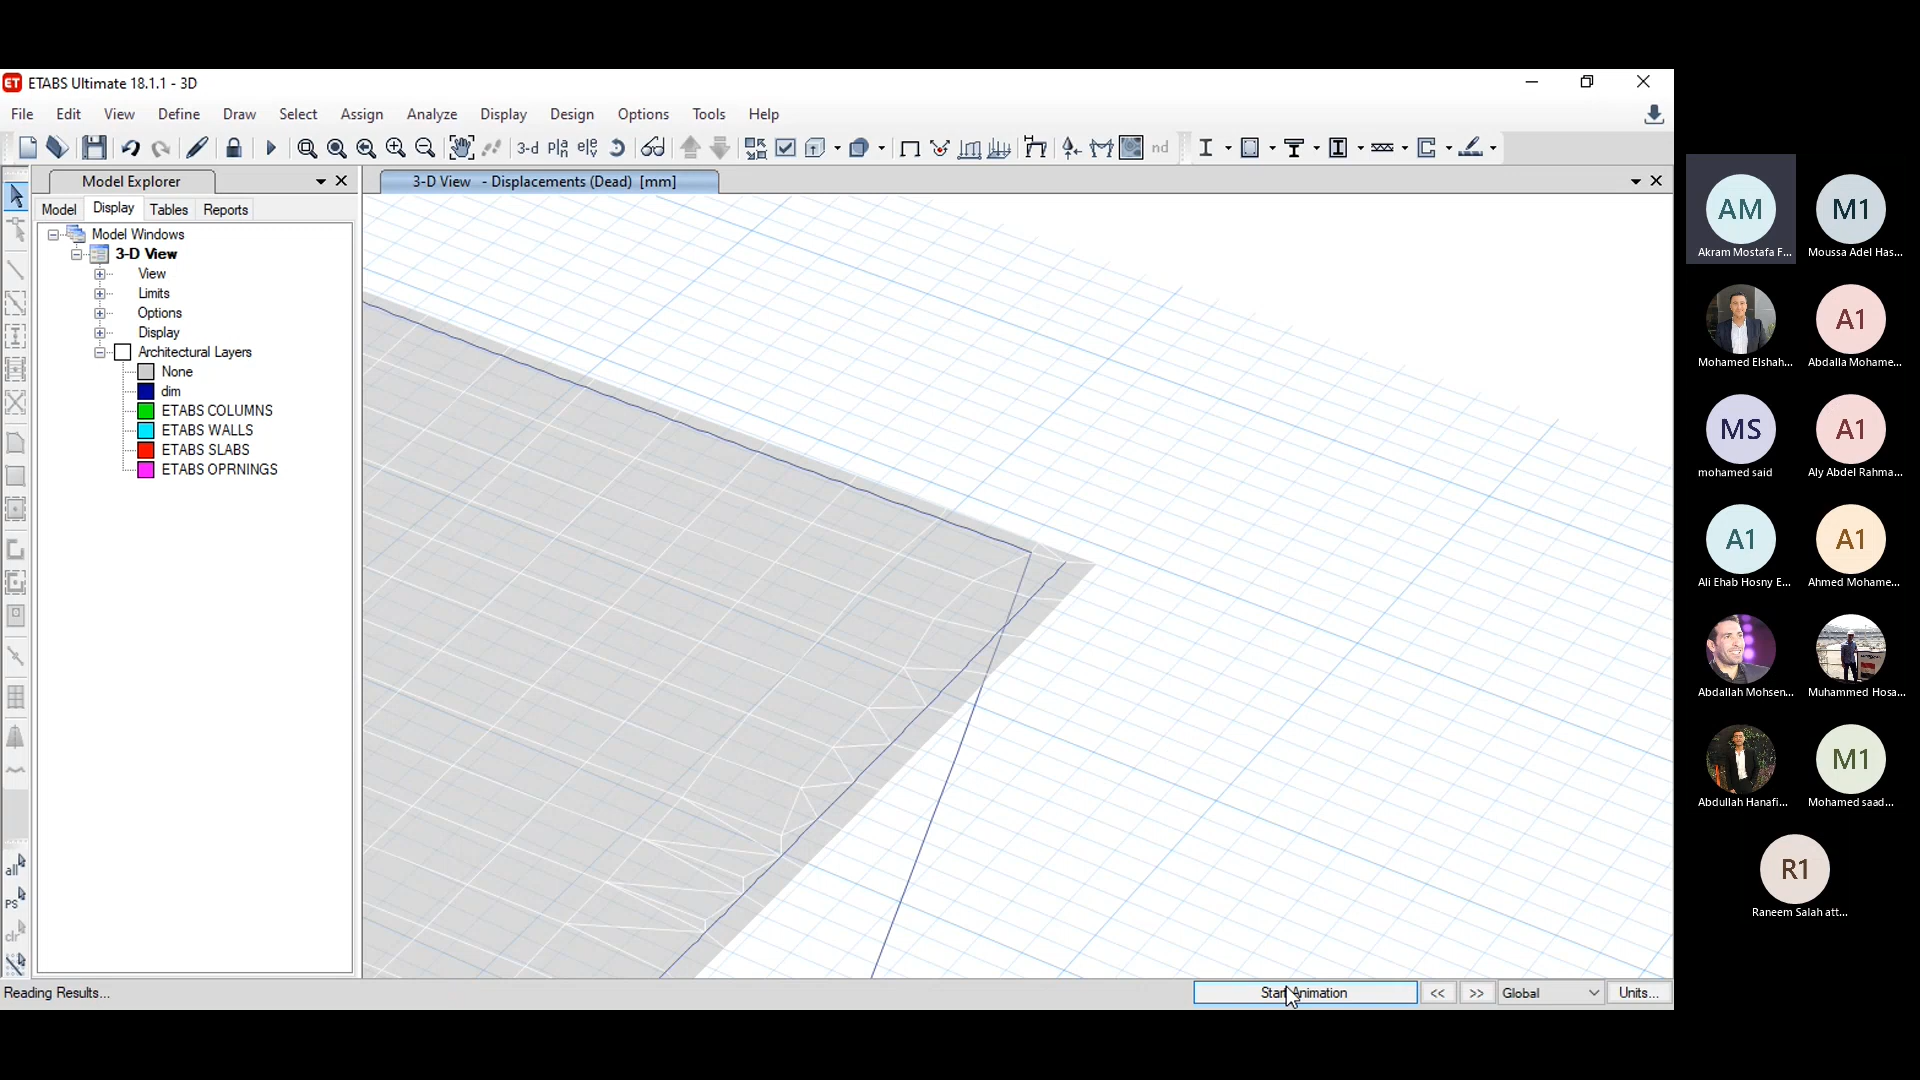 ET ETABS Ultimate 18.1.1 - 3D
File Edit View Define Draw Select Assign Analyze Display Design Options Tools Help
3-d nd
Model Explorer
3-D View - Displacements (Dead) [mm]
Model Display Tables Reports
Model Windows
3-D View
View
Limits
Options
Display
Architectural Layers
None
dim
ETABS COLUMNS
ETABS WALLS
ETABS SLABS
ETABS OPRNINGS
all
PS
clr
Reading Results...
Start Animation << >> Global Units...
AM M1
Akram Mostafa F... Moussa Adel Has...
A1
Mohamed Elshah... Abdalla Mohame...
MS A1
mohamed said Aly Abdel Rahma...
A1 A1
Ali Ehab Hosny E... Ahmed Mohame...
Abdallah Mohsen... Muhammed Hosa...
M1
Abdullah Hanafi... Mohamed saad...
R1
Raneem Salah att...